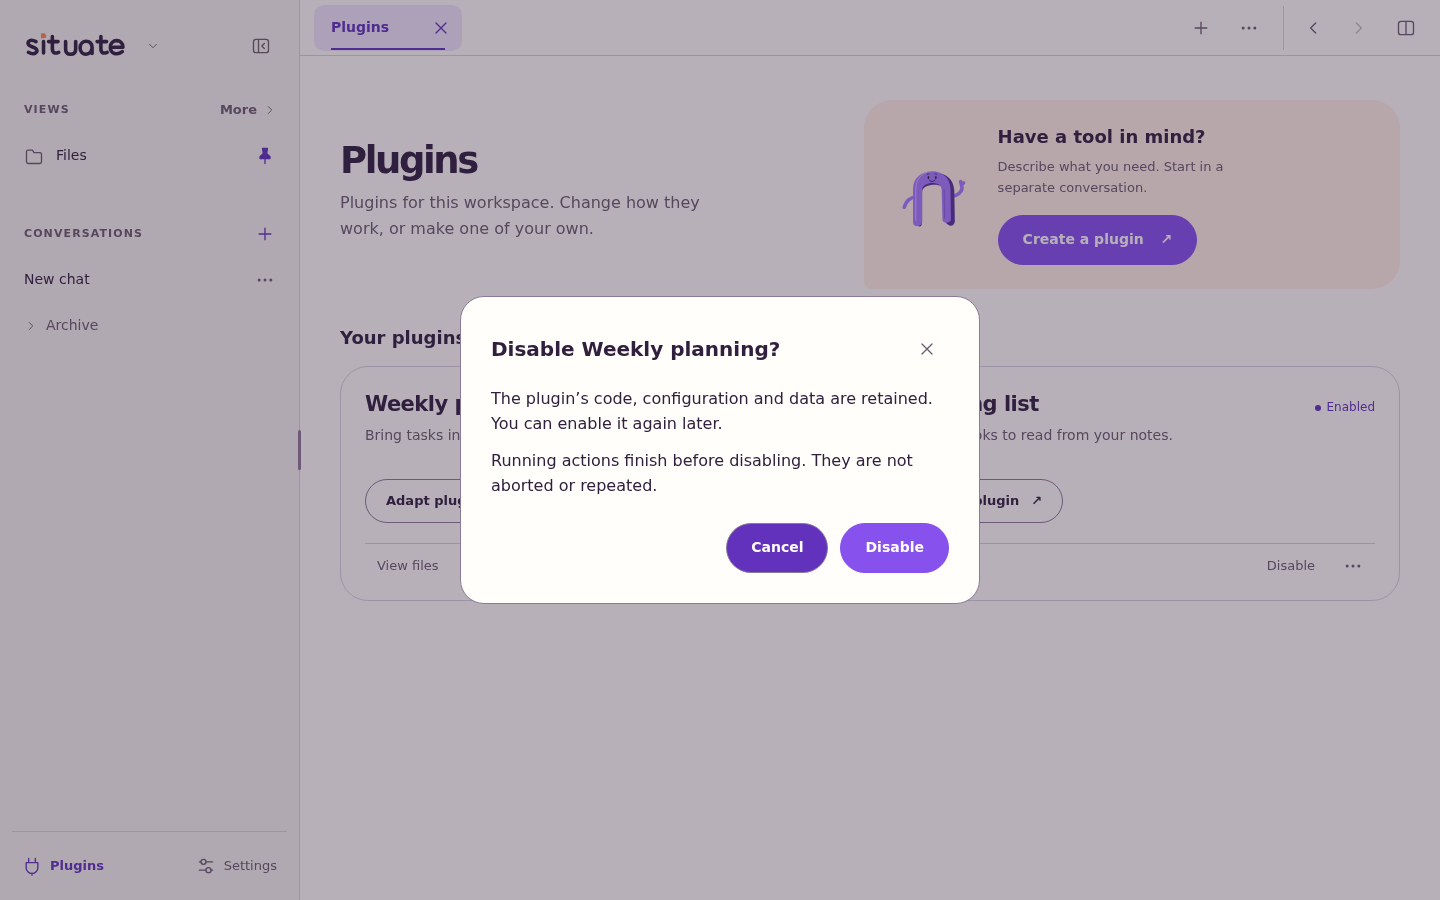 situate
VIEWS
More
Files
CONVERSATIONS
New chat
Archive
Plugins
Settings
Plugins
Plugins
Plugins for this workspace. Change how they
work, or make one of your own.
Have a tool in mind?
Describe what you need. Start in a
separate conversation.
Create a plugin ↗
Your plugins
Weekly
Bring tasks in
Adapt
View files
list
to read from your notes.
↗
Enabled
Disable
Disable Weekly planning?
The plugin’s code, configuration and data are retained.
You can enable it again later.
Running actions finish before disabling. They are not
aborted or repeated.
Cancel
Disable